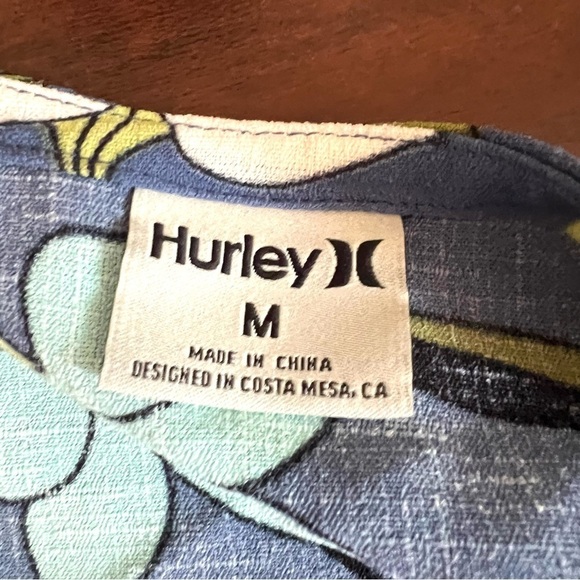 Hurley
M
MADE IN CHINA
DESIGNED IN COSTA MESA, CA